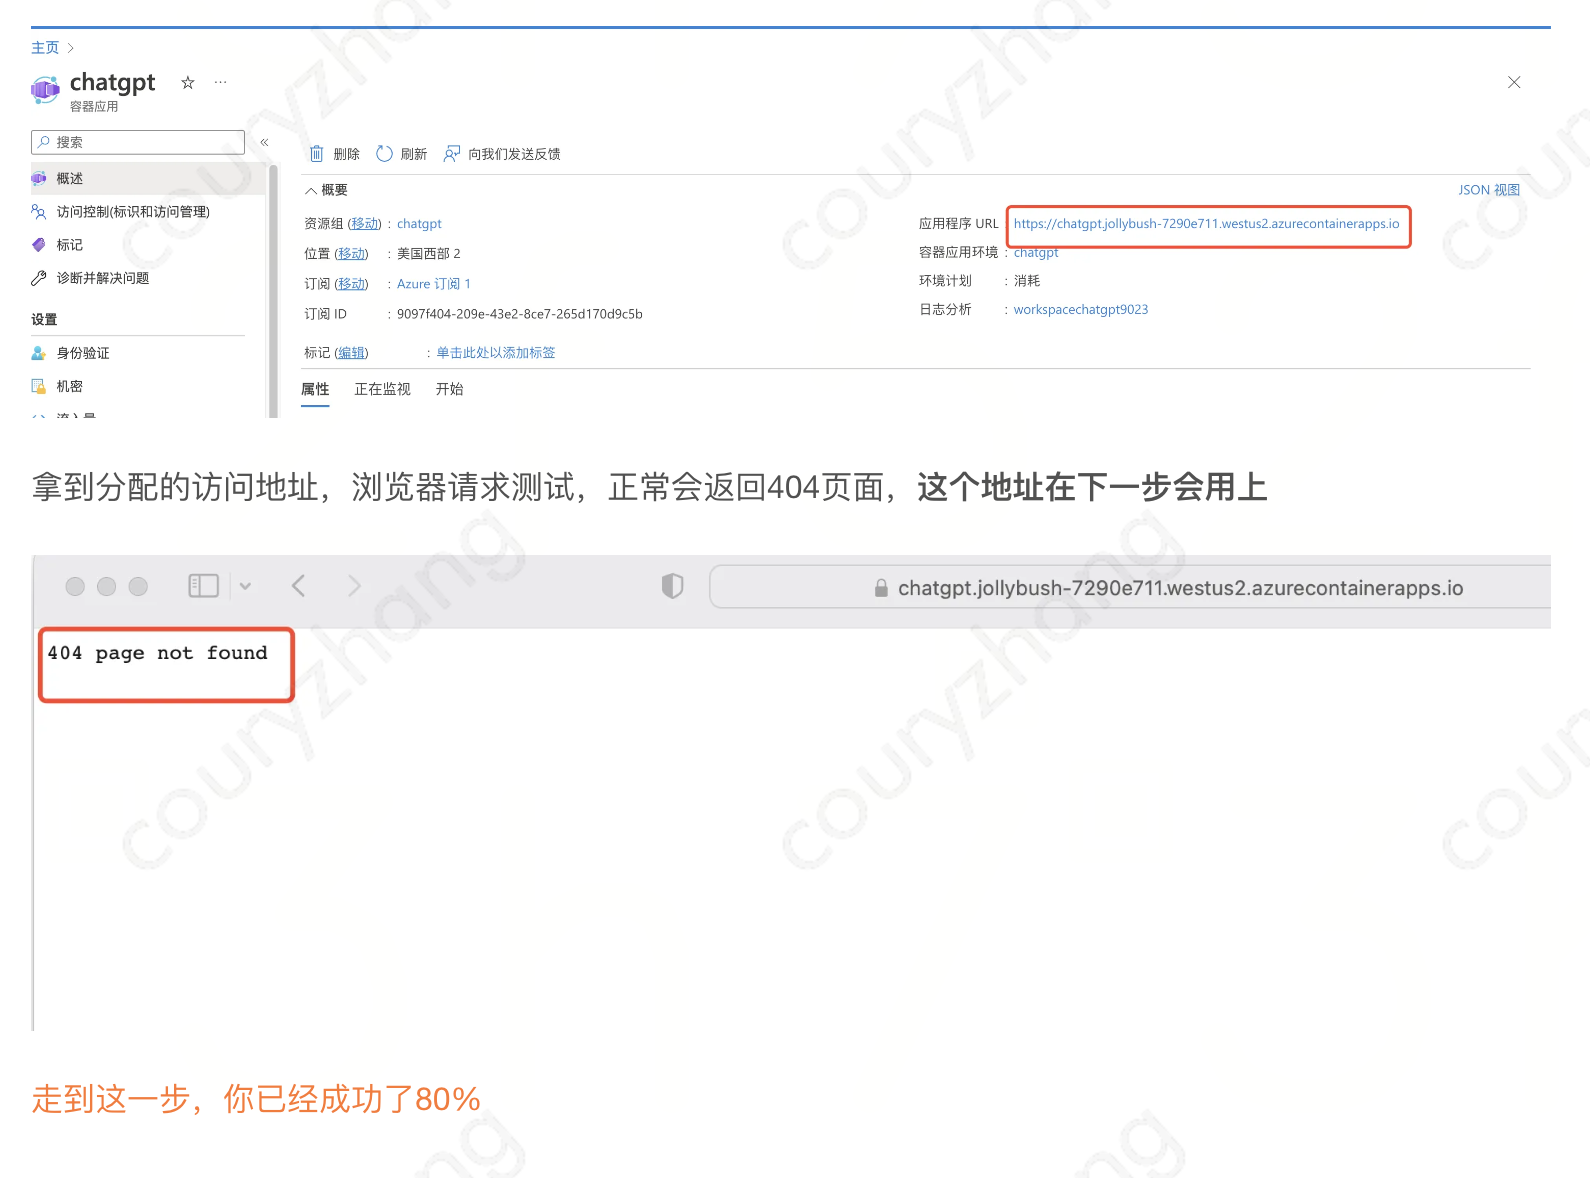 主页 >
chatgpt ☆ ...
容器应用
搜索 «
删除 刷新 向我们发送反馈
概述
概要 JSON 视图
访问控制(标识和访问管理)
标记
诊断并解决问题
设置
身份验证
机密
资源组 (移动) : chatgpt
位置 (移动) : 美国西部 2
订阅 (移动) : Azure 订阅 1
订阅 ID : 9097f404-209e-43e2-8ce7-265d170d9c5b
标记 (编辑) : 单击此处以添加标签
应用程序 URL https://chatgpt.jollybush-7290e711.westus2.azurecontainerapps.io
容器应用环境 : chatgpt
环境计划 : 消耗
日志分析 : workspacechatgpt9023
属性 正在监视 开始
拿到分配的访问地址，浏览器请求测试，正常会返回404页面，这个地址在下一步会用上
chatgpt.jollybush-7290e711.westus2.azurecontainerapps.io
404 page not found
走到这一步，你已经成功了80%
couryzhang